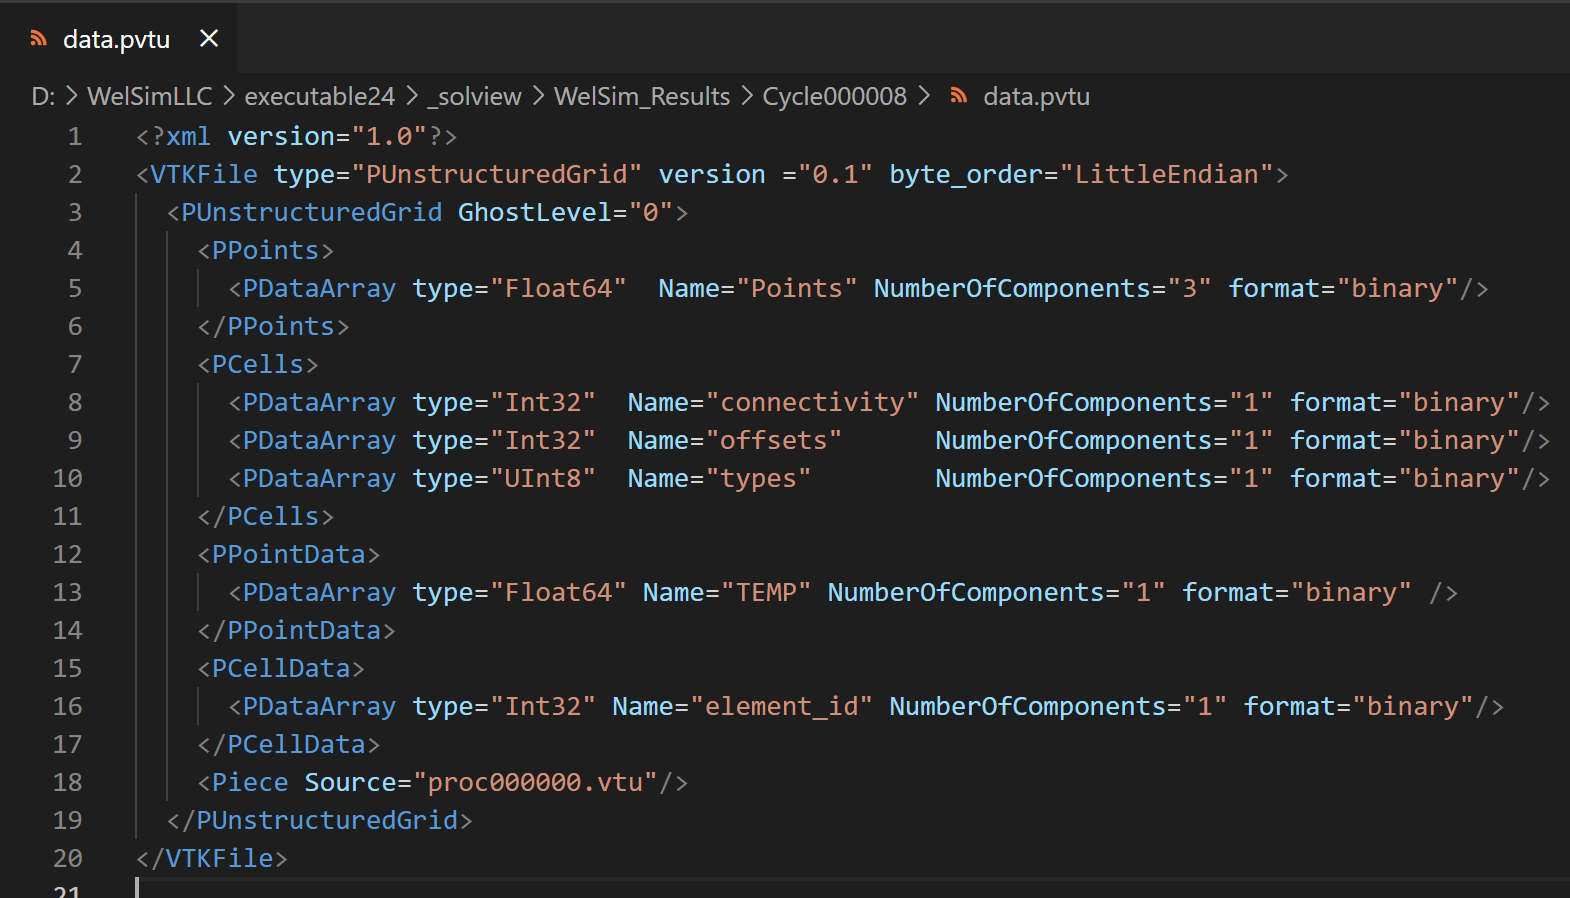 data.pvtu ×
D: > WelSimLLC > executable24 > _solview > WelSim_Results > Cycle000008 > data.pvtu
1 <?xml version="1.0"?>
2 <VTKFile type="PUnstructuredGrid" version ="0.1" byte_order="LittleEndian">
3   <PUnstructuredGrid GhostLevel="0">
4     <PPoints>
5       <PDataArray type="Float64"  Name="Points" NumberOfComponents="3" format="binary"/>
6     </PPoints>
7     <PCells>
8       <PDataArray type="Int32"  Name="connectivity" NumberOfComponents="1" format="binary"/>
9       <PDataArray type="Int32"  Name="offsets"      NumberOfComponents="1" format="binary"/>
10       <PDataArray type="UInt8"  Name="types"        NumberOfComponents="1" format="binary"/>
11     </PCells>
12     <PPointData>
13       <PDataArray type="Float64" Name="TEMP" NumberOfComponents="1" format="binary" />
14     </PPointData>
15     <PCellData>
16       <PDataArray type="Int32" Name="element_id" NumberOfComponents="1" format="binary"/>
17     </PCellData>
18     <Piece Source="proc000000.vtu"/>
19   </PUnstructuredGrid>
20 </VTKFile>
21